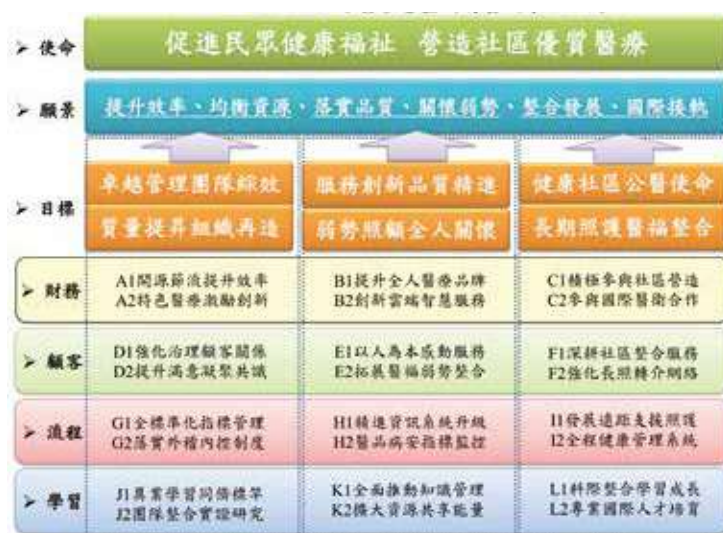 ➤ 使命
促進民眾健康福祉 營造社區優質醫療
➤ 願景
提升效率、均衡資源、落實品質、關懷弱勢、整合發展、國際接軌
➤ 目標
卓越管理團隊綜效
質量提昇組織再造
服務創新品質精進
弱勢照顧全人關懷
健康社區公醫使命
長期照護醫福整合
➤ 財務
A1開源節流提升效率
A2特色醫療激勵創新
B1提升全人醫療品牌
B2創新雲端智慧服務
C1積極參與社區營造
C2參與國際醫衛合作
➤ 顧客
D1強化治理顧客關係
D2提升滿意凝聚共識
E1以人為本感動服務
E2拓展醫福弱勢整合
F1深耕社區整合服務
F2強化長照轉介網絡
➤ 流程
G1全標準化指標管理
G2落實外稽內控制度
H1精進資訊系統升級
H2醫品病安指標監控
I1發展遠距支援照護
I2全程健康管理系統
➤ 學習
J1專業學習同儕標竿
J2團隊整合實證研究
K1全面推動知識管理
K2擴大資源共享能量
L1科際整合學習成長
L2專業國際人才培育